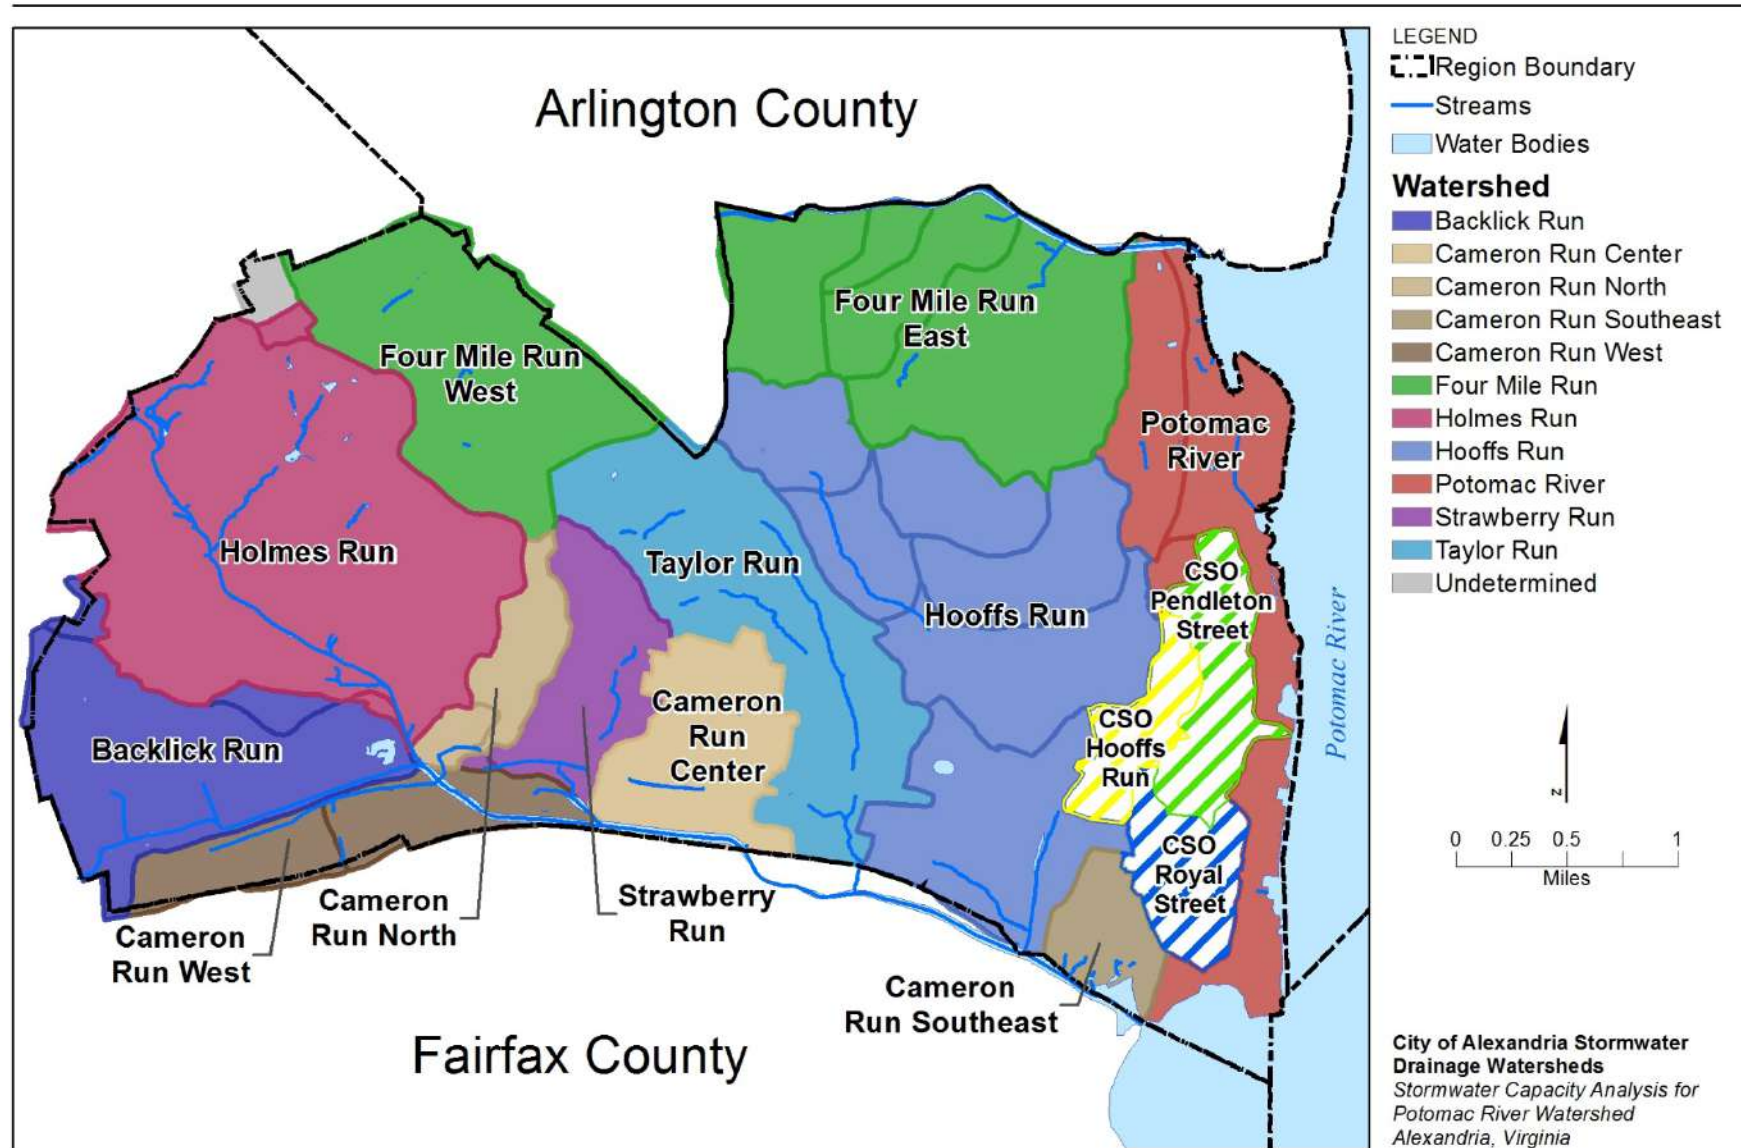 Arlington County
Four Mile Run
East
Four Mile Run
West
Potomac
River
Holmes Run
Taylor Run
Hooffs Run
CSO
Pendleton
Street
Cameron
Run
Center
CSO
Hooffs
Run
Backlick Run
CSO
Royal
Street
Potomac River
Cameron
Run West
Cameron
Run North
Strawberry
Run
Cameron
Run Southeast
Fairfax County
LEGEND
Region Boundary
Streams
Water Bodies
Watershed
Backlick Run
Cameron Run Center
Cameron Run North
Cameron Run Southeast
Cameron Run West
Four Mile Run
Holmes Run
Hooffs Run
Potomac River
Strawberry Run
Taylor Run
Undetermined
N
0 0.25 0.5 1
Miles
City of Alexandria Stormwater
Drainage Watersheds
Stormwater Capacity Analysis for
Potomac River Watershed
Alexandria, Virginia